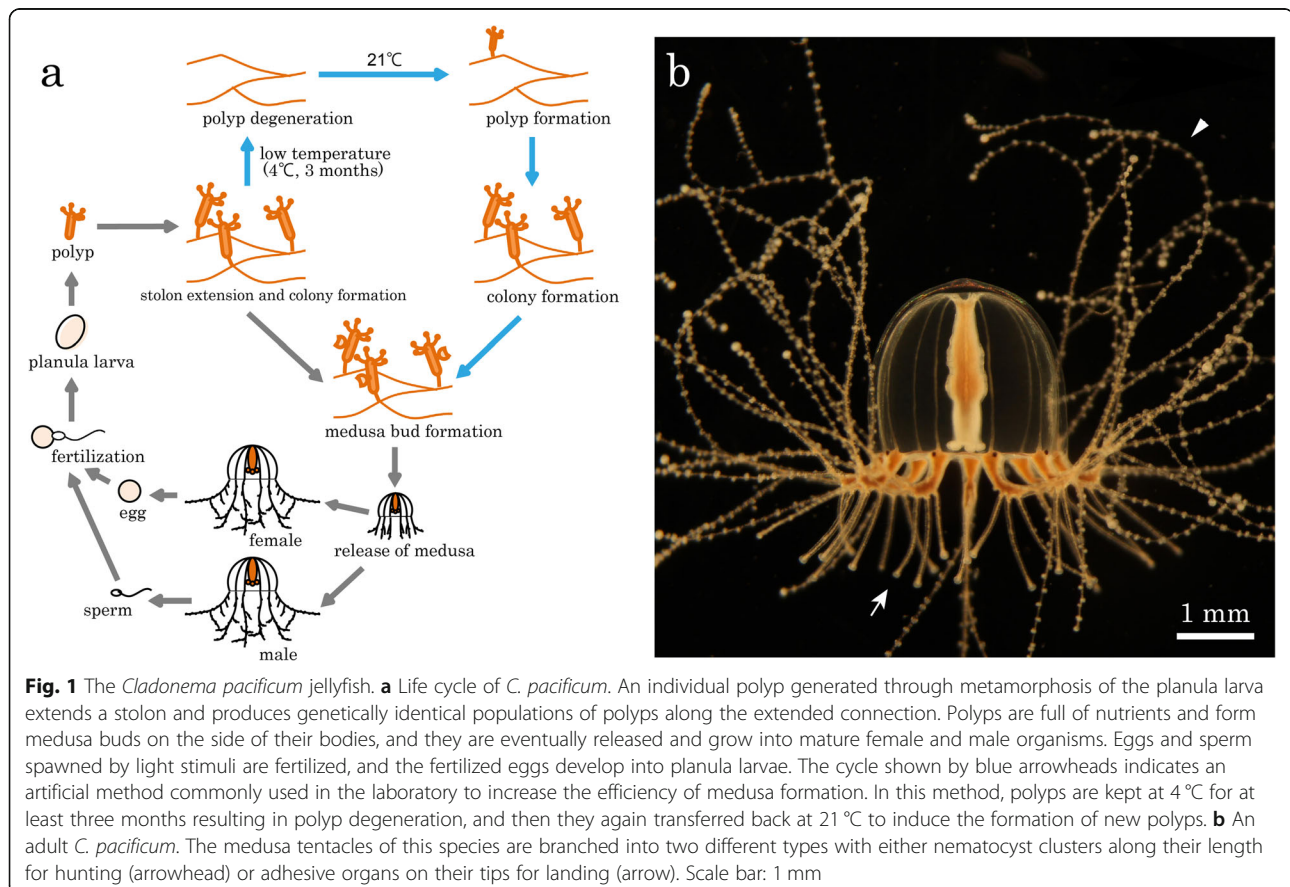 a
21℃
polyp degeneration
polyp formation
low temperature
(4℃, 3 months)
polyp
stolon extension and colony formation
colony formation
planula larva
medusa bud formation
fertilization
egg
female
release of medusa
sperm
male
b
1 mm
Fig. 1 The Cladonema pacificum jellyfish. a Life cycle of C. pacificum. An individual polyp generated through metamorphosis of the planula larva
extends a stolon and produces genetically identical populations of polyps along the extended connection. Polyps are full of nutrients and form
medusa buds on the side of their bodies, and they are eventually released and grow into mature female and male organisms. Eggs and sperm
spawned by light stimuli are fertilized, and the fertilized eggs develop into planula larvae. The cycle shown by blue arrowheads indicates an
artificial method commonly used in the laboratory to increase the efficiency of medusa formation. In this method, polyps are kept at 4 °C for at
least three months resulting in polyp degeneration, and then they again transferred back at 21 °C to induce the formation of new polyps. b An
adult C. pacificum. The medusa tentacles of this species are branched into two different types with either nematocyst clusters along their length
for hunting (arrowhead) or adhesive organs on their tips for landing (arrow). Scale bar: 1 mm